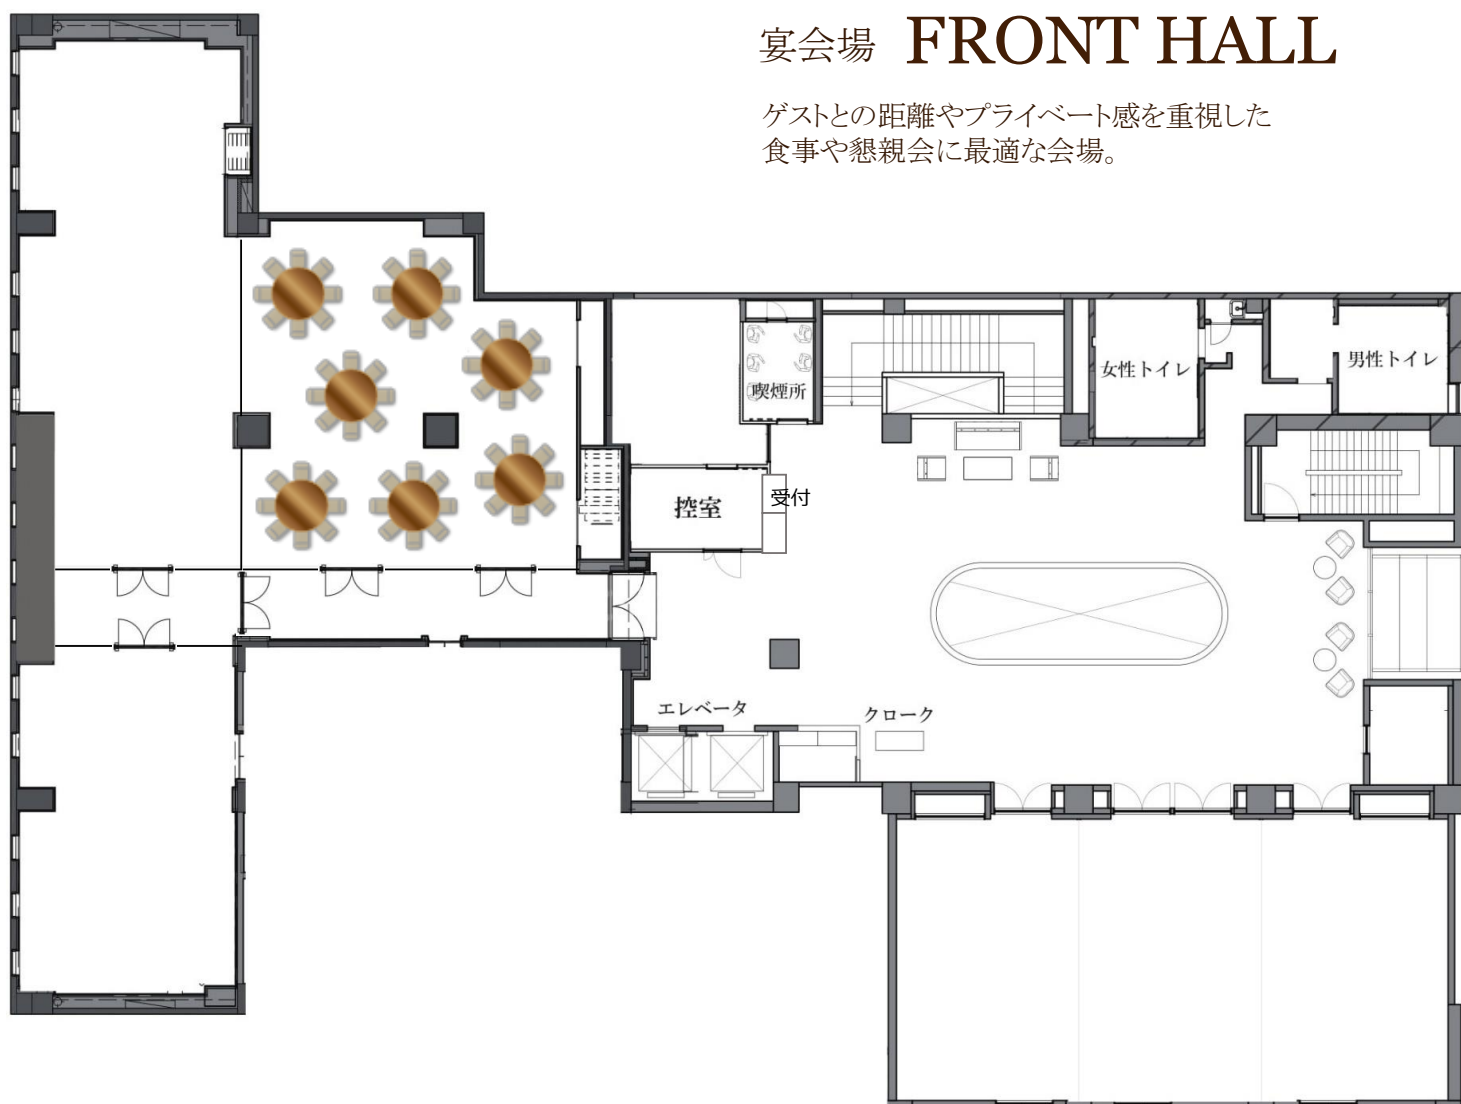 宴会場 FRONT HALL
ゲストとの距離やプライベート感を重視した
食事や懇親会に最適な会場。
喫煙所
女性トイレ
男性トイレ
控室
受付
エレベータ
クローク